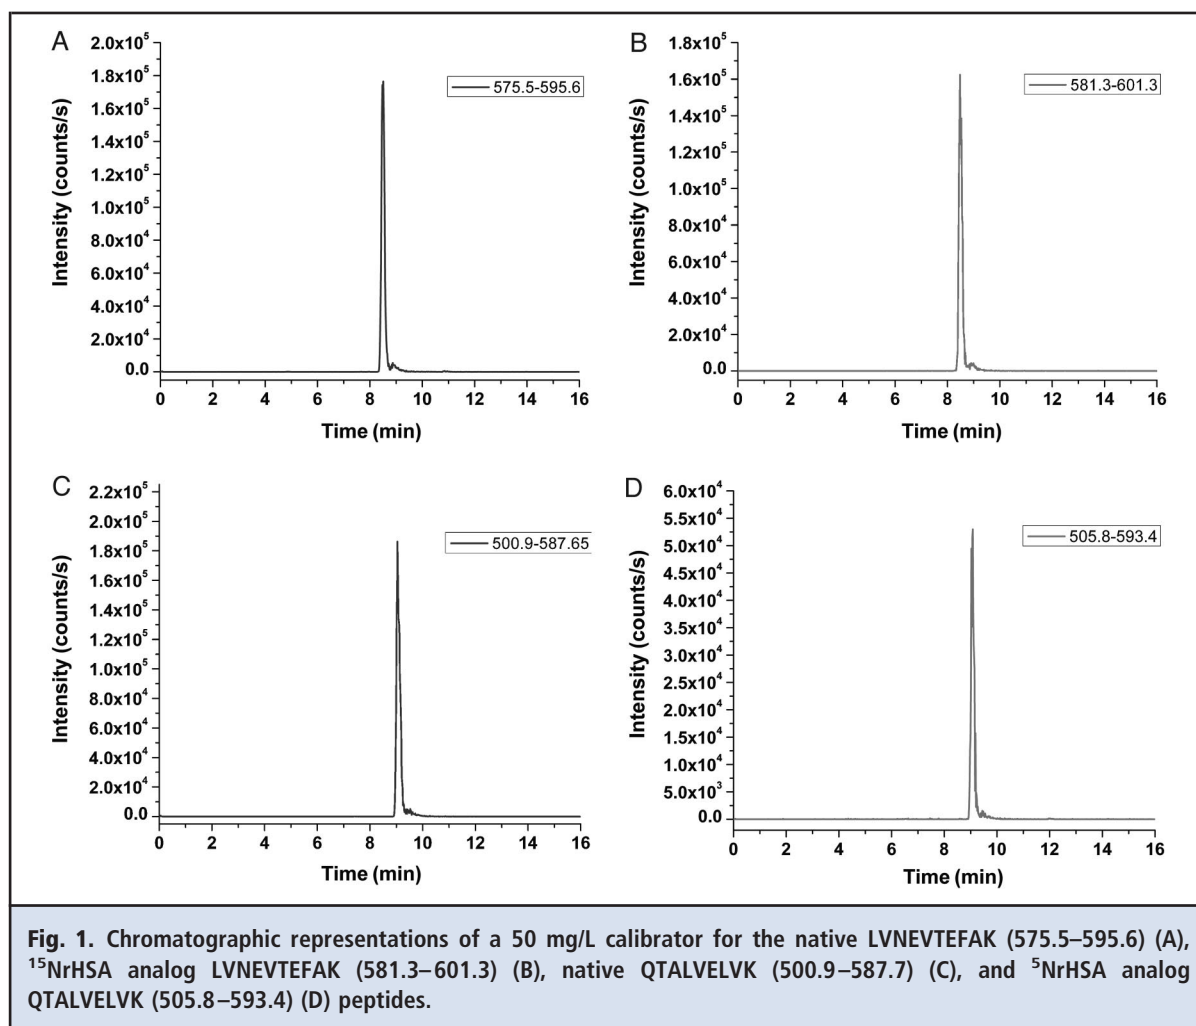 A
2.0x10⁵
1.8x10⁵
1.6x10⁵
1.4x10⁵
1.2x10⁵
1.0x10⁵
8.0x10⁴
6.0x10⁴
4.0x10⁴
2.0x10⁴
0.0
Intensity (counts/s)
575.5-595.6
0 2 4 6 8 10 12 14 16
Time (min)
B
1.8x10⁵
1.6x10⁵
1.4x10⁵
1.2x10⁵
1.0x10⁵
8.0x10⁴
6.0x10⁴
4.0x10⁴
2.0x10⁴
0.0
Intensity (counts/s)
581.3-601.3
0 2 4 6 8 10 12 14 16
Time (min)
C
2.2x10⁵
2.0x10⁵
1.8x10⁵
1.6x10⁵
1.4x10⁵
1.2x10⁵
1.0x10⁵
8.0x10⁴
6.0x10⁴
4.0x10⁴
2.0x10⁴
0.0
Intensity (counts/s)
500.9-587.65
0 2 4 6 8 10 12 14 16
Time (min)
D
6.0x10⁴
5.5x10⁴
5.0x10⁴
4.5x10⁴
4.0x10⁴
3.5x10⁴
3.0x10⁴
2.5x10⁴
2.0x10⁴
1.5x10⁴
1.0x10⁴
5.0x10³
0.0
Intensity (counts/s)
505.8-593.4
0 2 4 6 8 10 12 14 16
Time (min)
Fig. 1. Chromatographic representations of a 50 mg/L calibrator for the native LVNEVTEFAK (575.5–595.6) (A),
¹⁵NrHSA analog LVNEVTEFAK (581.3–601.3) (B), native QTALVELVK (500.9–587.7) (C), and ⁵NrHSA analog
QTALVELVK (505.8–593.4) (D) peptides.